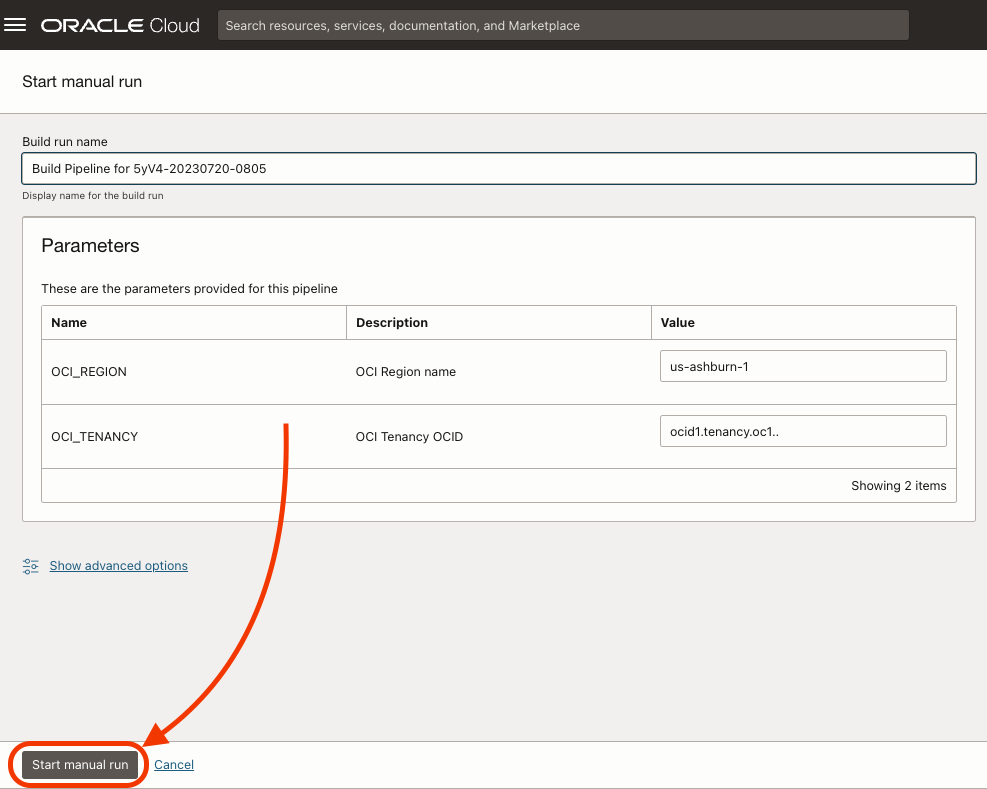 ORACLE Cloud
Search resources, services, documentation, and Marketplace
Start manual run
Build run name
Build Pipeline for 5yV4-20230720-0805
Display name for the build run
Parameters
These are the parameters provided for this pipeline
Name Description Value
OCI_REGION OCI Region name us-ashburn-1
OCI_TENANCY OCI Tenancy OCID ocid1.tenancy.oc1..
Showing 2 items
Show advanced options
Start manual run Cancel